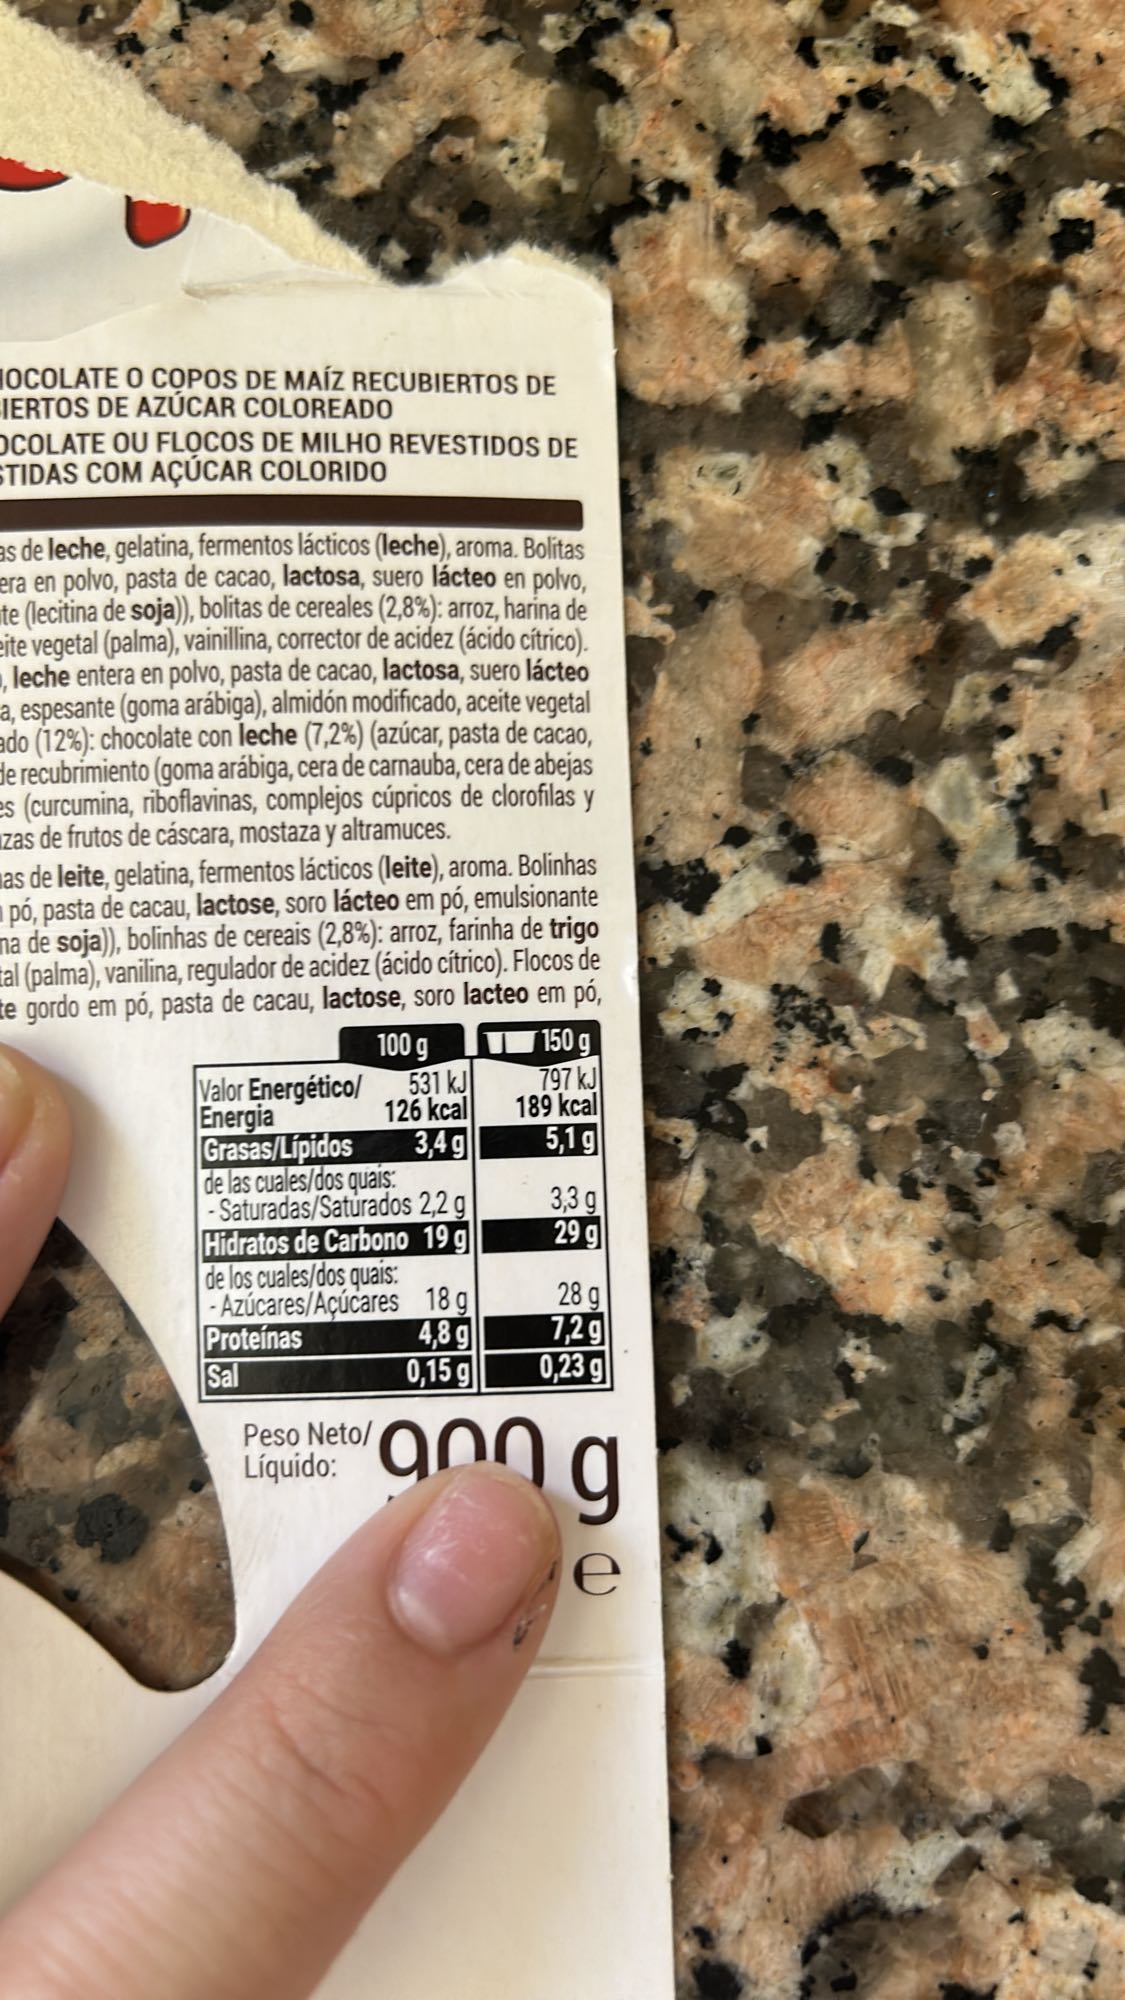 OCOLATE O COPOS DE MAÍZ RECUBIERTOS DE
IERTOS DE AZÚCAR COLOREADO
OCOLATE OU FLOCOS DE MILHO REVESTIDOS DE
STIDAS COM AÇÚCAR COLORIDO
as de leche, gelatina, fermentos lácticos (leche), aroma. Bolitas
era en polvo, pasta de cacao, lactosa, suero lácteo en polvo,
te (lecitina de soja)), bolitas de cereales (2,8%): arroz, harina de
eite vegetal (palma), vainillina, corrector de acidez (ácido cítrico).
, leche entera en polvo, pasta de cacao, lactosa, suero lácteo
a, espesante (goma arábiga), almidón modificado, aceite vegetal
ado (12%): chocolate con leche (7,2%) (azúcar, pasta de cacao,
de recubrimiento (goma arábiga, cera de carnauba, cera de abejas
es (curcumina, riboflavinas, complejos cúpricos de clorofilas y
zas de frutos de cáscara, mostaza y altramuces.
as de leite, gelatina, fermentos lácticos (leite), aroma. Bolinhas
pó, pasta de cacau, lactose, soro lácteo em pó, emulsionante
na de soja)), bolinhas de cereais (2,8%): arroz, farinha de trigo
tal (palma), vanilina, regulador de acidez (ácido cítrico). Flocos de
te gordo em pó, pasta de cacau, lactose, soro lacteo em pó,
100 g 150 g
Valor Energético/ 531 kJ 797 kJ
Energia 126 kcal 189 kcal
Grasas/Lípidos 3,4 g 5,1 g
de las cuales/dos quais:
- Saturadas/Saturados 2,2 g 3,3 g
Hidratos de Carbono 19 g 29 g
de los cuales/dos quais:
- Azúcares/Açúcares 18 g 28 g
Proteínas 4,8 g 7,2 g
Sal 0,15 g 0,23 g
Peso Neto/ 900 g
Líquido:
e